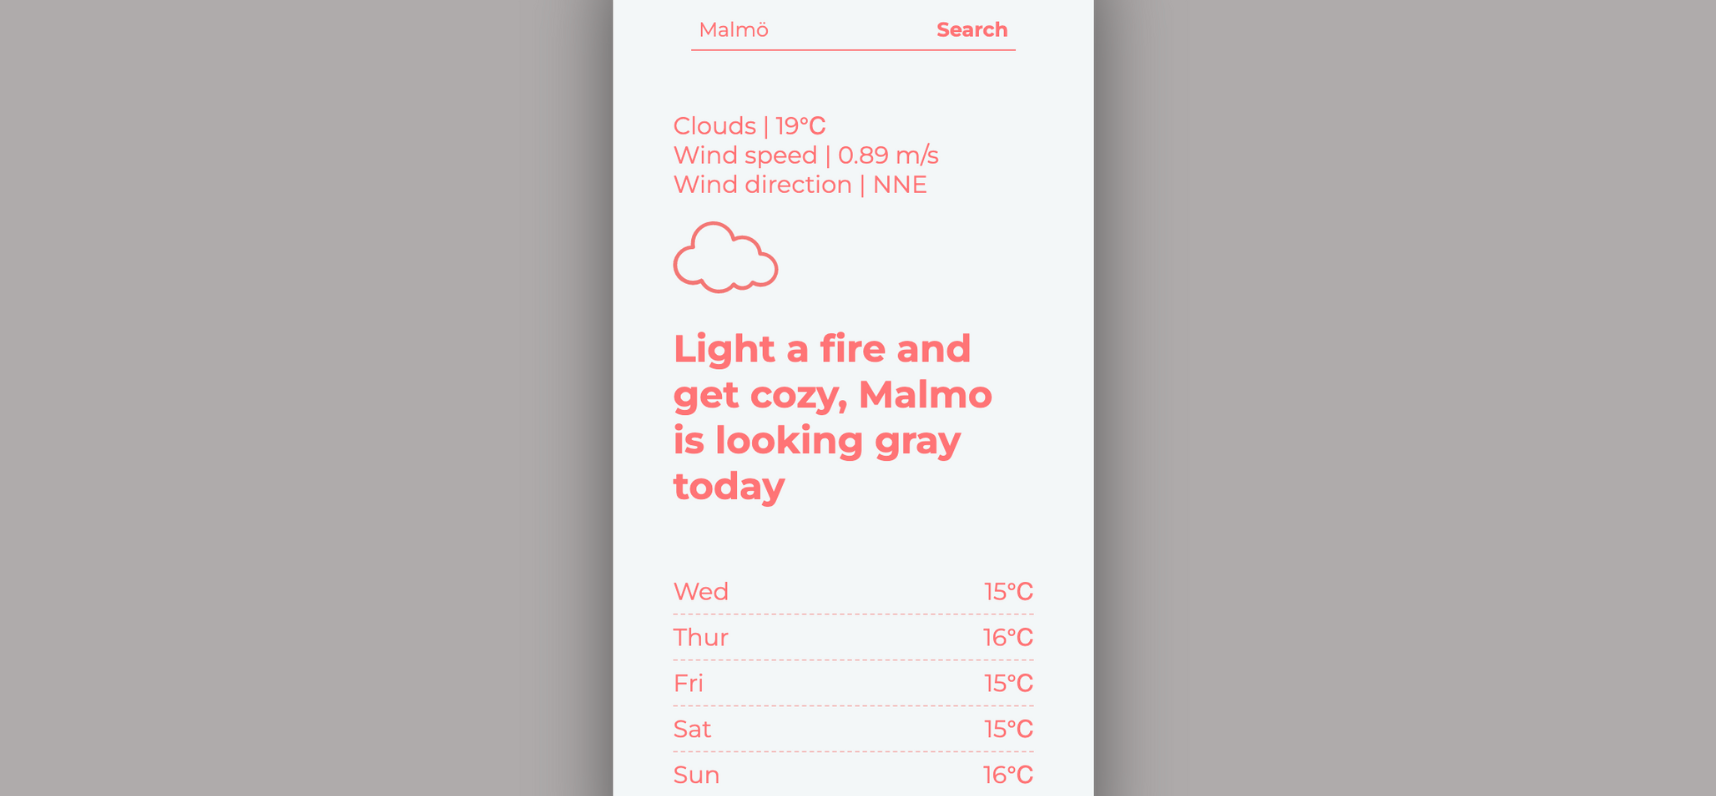 Malmö Search
Clouds | 19°C
Wind speed | 0.89 m/s
Wind direction | NNE
Light a fire and
get cozy, Malmo
is looking gray
today
Wed 15°C
Thur 16°C
Fri 15°C
Sat 15°C
Sun 16°C